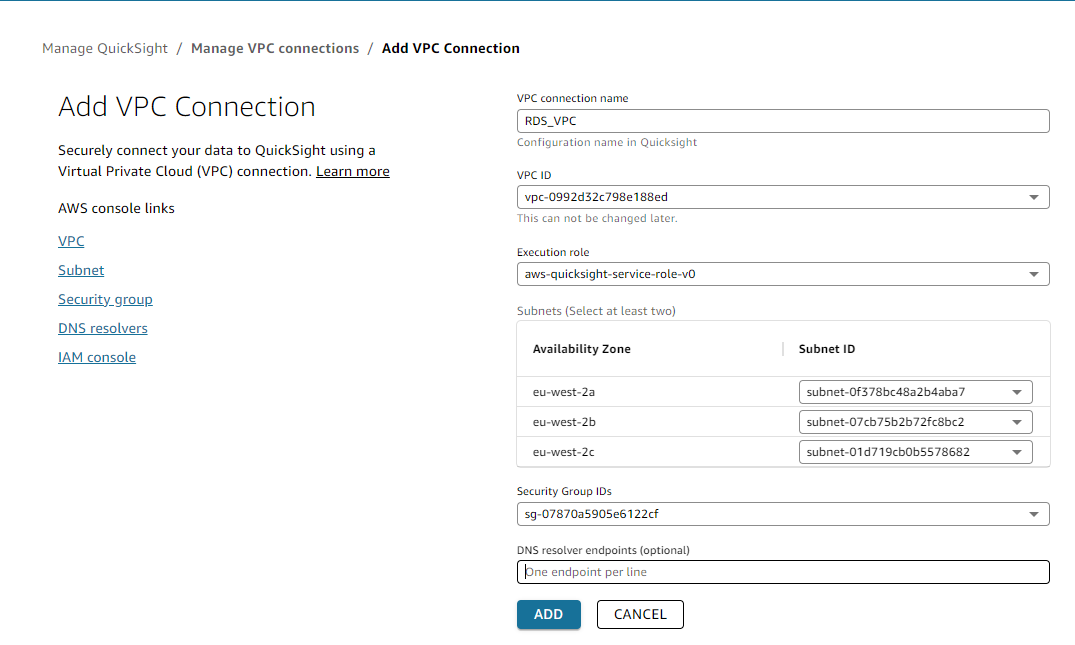 Manage QuickSight / Manage VPC connections / Add VPC Connection
Add VPC Connection
Securely connect your data to QuickSight using a
Virtual Private Cloud (VPC) connection. Learn more
AWS console links
VPC
Subnet
Security group
DNS resolvers
IAM console
VPC connection name
RDS_VPC
Configuration name in Quicksight
VPC ID
vpc-0992d32c798e188ed
This can not be changed later.
Execution role
aws-quicksight-service-role-v0
Subnets (Select at least two)
Availability Zone Subnet ID
eu-west-2a subnet-0f378bc48a2b4aba7
eu-west-2b subnet-07cb75b2b72fc8bc2
eu-west-2c subnet-01d719cb0b5578682
Security Group IDs
sg-07870a5905e6122cf
DNS resolver endpoints (optional)
One endpoint per line
ADD CANCEL